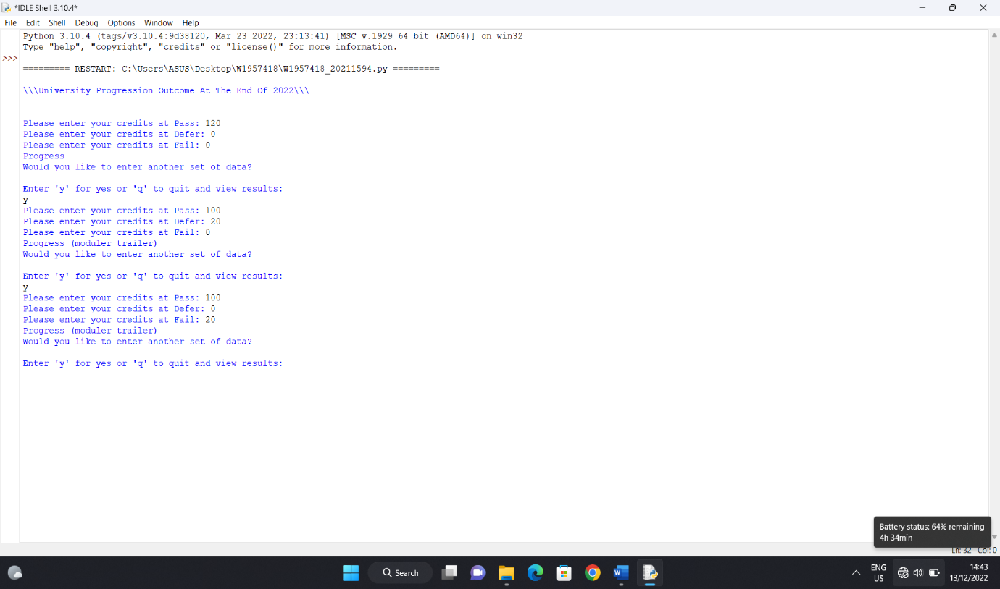 *IDLE Shell 3.10.4*
File Edit Shell Debug Options Window Help
Python 3.10.4 (tags/v3.10.4:9d38120, Mar 23 2022, 23:13:41) [MSC v.1929 64 bit (AMD64)] on win32
Type "help", "copyright", "credits" or "license()" for more information.
>>>
========= RESTART: C:\Users\ASUS\Desktop\W1957418\W1957418_20211594.py =========
\\\University Progression Outcome At The End Of 2022\\\
Please enter your credits at Pass: 120
Please enter your credits at Defer: 0
Please enter your credits at Fail: 0
Progress
Would you like to enter another set of data?
Enter 'y' for yes or 'q' to quit and view results:
y
Please enter your credits at Pass: 100
Please enter your credits at Defer: 20
Please enter your credits at Fail: 0
Progress (moduler trailer)
Would you like to enter another set of data?
Enter 'y' for yes or 'q' to quit and view results:
y
Please enter your credits at Pass: 100
Please enter your credits at Defer: 0
Please enter your credits at Fail: 20
Progress (moduler trailer)
Would you like to enter another set of data?
Enter 'y' for yes or 'q' to quit and view results:
Battery status: 64% remaining
4h 34min
Ln: 32 Col: 0
Search
ENG
US
14:43
13/12/2022